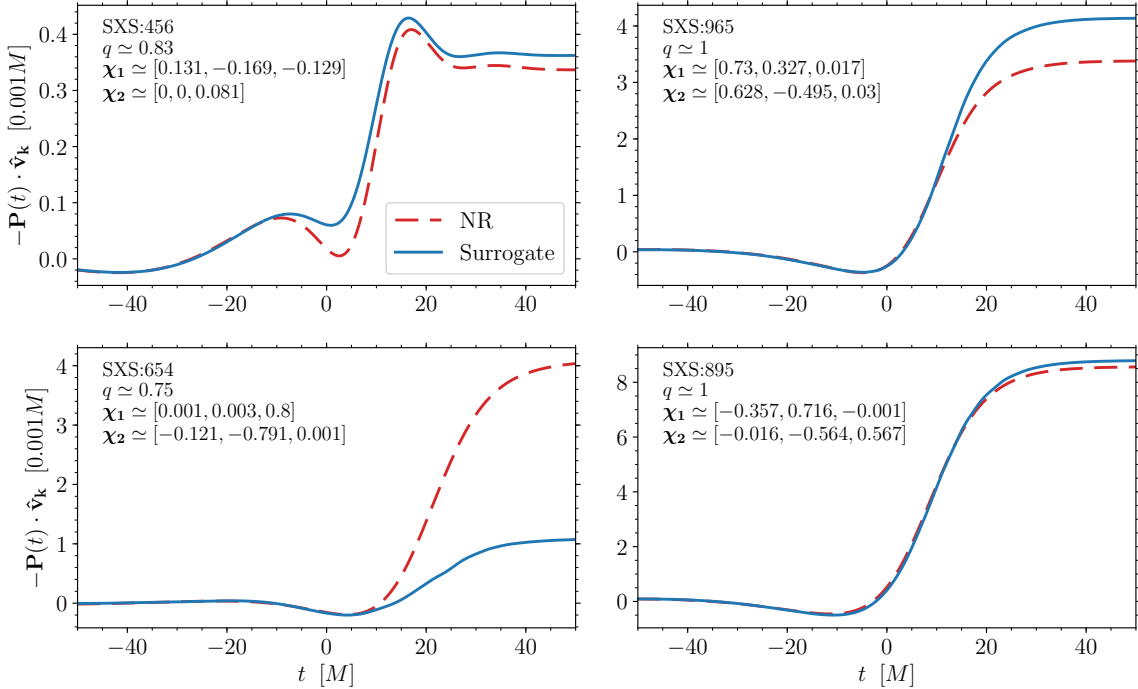 SXS:456
q ≃ 0.83
χ₁ ≃ [0.131, −0.169, −0.129]
χ₂ ≃ [0, 0, 0.081]
NR
Surrogate
−P(t) · v̂ₖ [0.001M]
0.4
0.3
0.2
0.1
0.0
−40 −20 0 20 40
SXS:965
q ≃ 1
χ₁ ≃ [0.73, 0.327, 0.017]
χ₂ ≃ [0.628, −0.495, 0.03]
4
3
2
1
0
−40 −20 0 20 40
SXS:654
q ≃ 0.75
χ₁ ≃ [0.001, 0.003, 0.8]
χ₂ ≃ [−0.121, −0.791, 0.001]
−P(t) · v̂ₖ [0.001M]
4
3
2
1
0
−40 −20 0 20 40
t [M]
SXS:895
q ≃ 1
χ₁ ≃ [−0.357, 0.716, −0.001]
χ₂ ≃ [−0.016, −0.564, 0.567]
8
6
4
2
0
−40 −20 0 20 40
t [M]